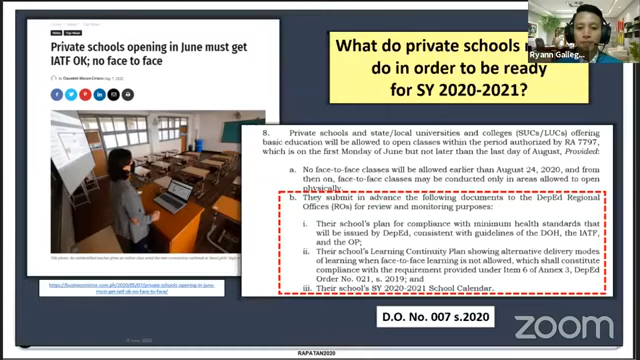 Private schools opening in June must get
IATF OK; no face to face
What do private schools
do in order to be ready
for SY 2020-2021?
Ryann Galleg
8. Private schools and state/local universities and colleges (SUCs/LUCs) offering
basic education will be allowed to open classes within the period authorized by RA 7797,
which is on the first Monday of June but not later than the last day of August, Provided:
a. No face-to-face classes will be allowed earlier than August 24, 2020, and from
then on, face-to-face classes may be conducted only in areas allowed to open
physically.
b. They submit in advance the following documents to the DepEd Regional
Offices (ROs) for review and monitoring purposes:
i. Their school's plan for compliance with minimum health standards that
will be issued by DepEd, consistent with guidelines of the DOH, the IATF,
and the OP;
ii. Their school's Learning Continuity Plan showing alternative delivery modes
of learning when face-to-face learning is not allowed, which shall constitute
compliance with the requirement provided under Item 6 of Annex 3, DepEd
Order No. 021, s. 2019; and
iii. Their school's SY 2020-2021 School Calendar.
D.O. No. 007 s.2020
zoom
RAPATAN2020